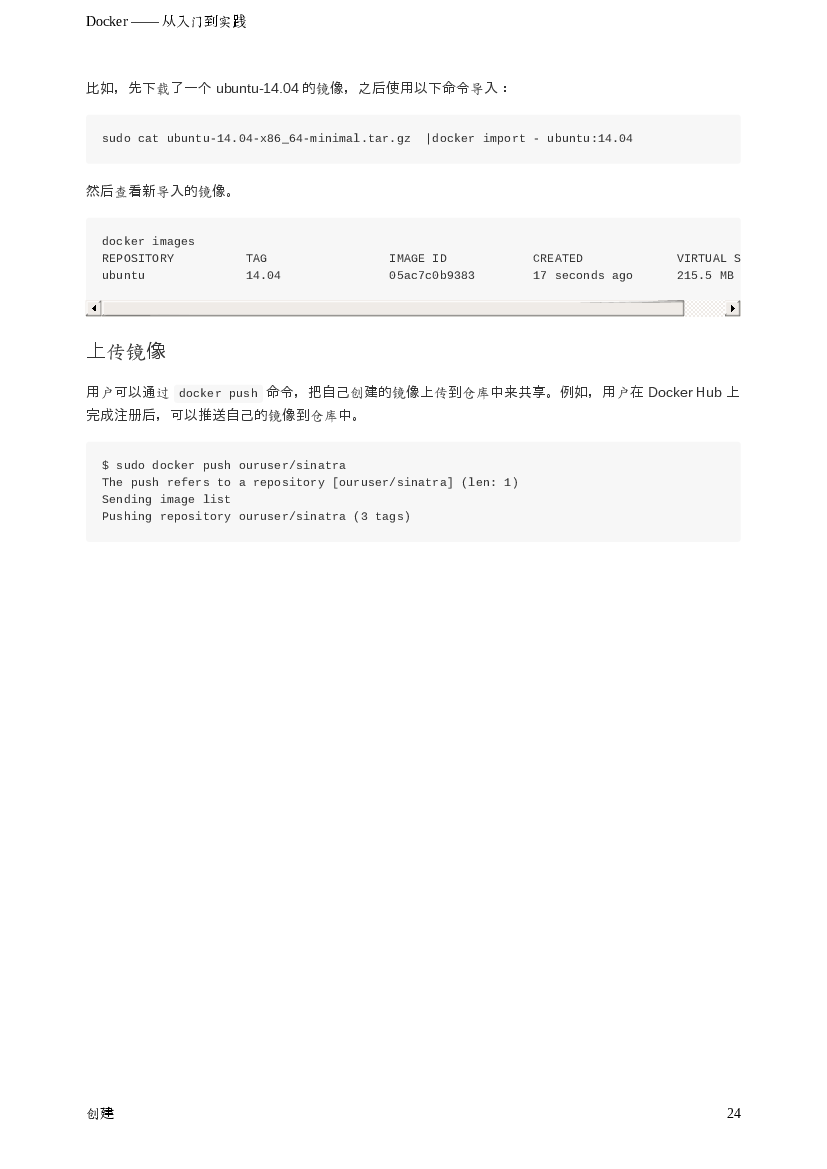 Docker —— 从入门到实践
比如，先下载了一个 ubuntu-14.04 的镜像，之后使用以下命令导入：
sudo cat ubuntu-14.04-x86_64-minimal.tar.gz  |docker import - ubuntu:14.04
然后查看新导入的镜像。
docker images
REPOSITORY          TAG                 IMAGE ID            CREATED             VIRTUAL S
ubuntu              14.04               05ac7c0b9383        17 seconds ago      215.5 MB
上传镜像
用户可以通过 docker push 命令，把自己创建的镜像上传到仓库中来共享。例如，用户在 Docker Hub 上
完成注册后，可以推送自己的镜像到仓库中。
$ sudo docker push ouruser/sinatra
The push refers to a repository [ouruser/sinatra] (len: 1)
Sending image list
Pushing repository ouruser/sinatra (3 tags)
创建 24